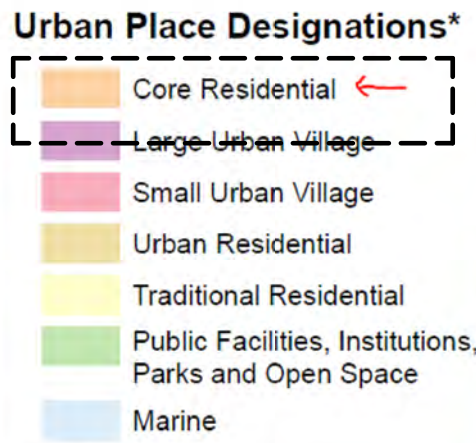 Urban Place Designations*
Core Residential
Large Urban Village
Small Urban Village
Urban Residential
Traditional Residential
Public Facilities, Institutions,
Parks and Open Space
Marine